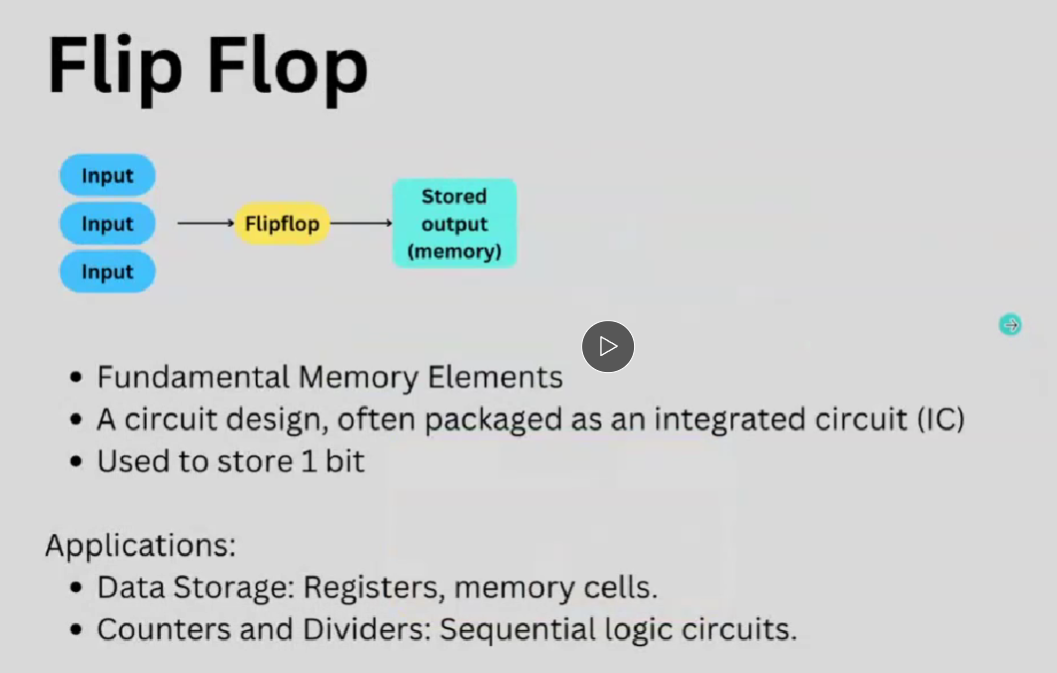 Flip Flop
Input
Input
Input
Flipflop
Stored
output
(memory)
• Fundamental Memory Elements
• A circuit design, often packaged as an integrated circuit (IC)
• Used to store 1 bit
Applications:
• Data Storage: Registers, memory cells.
• Counters and Dividers: Sequential logic circuits.